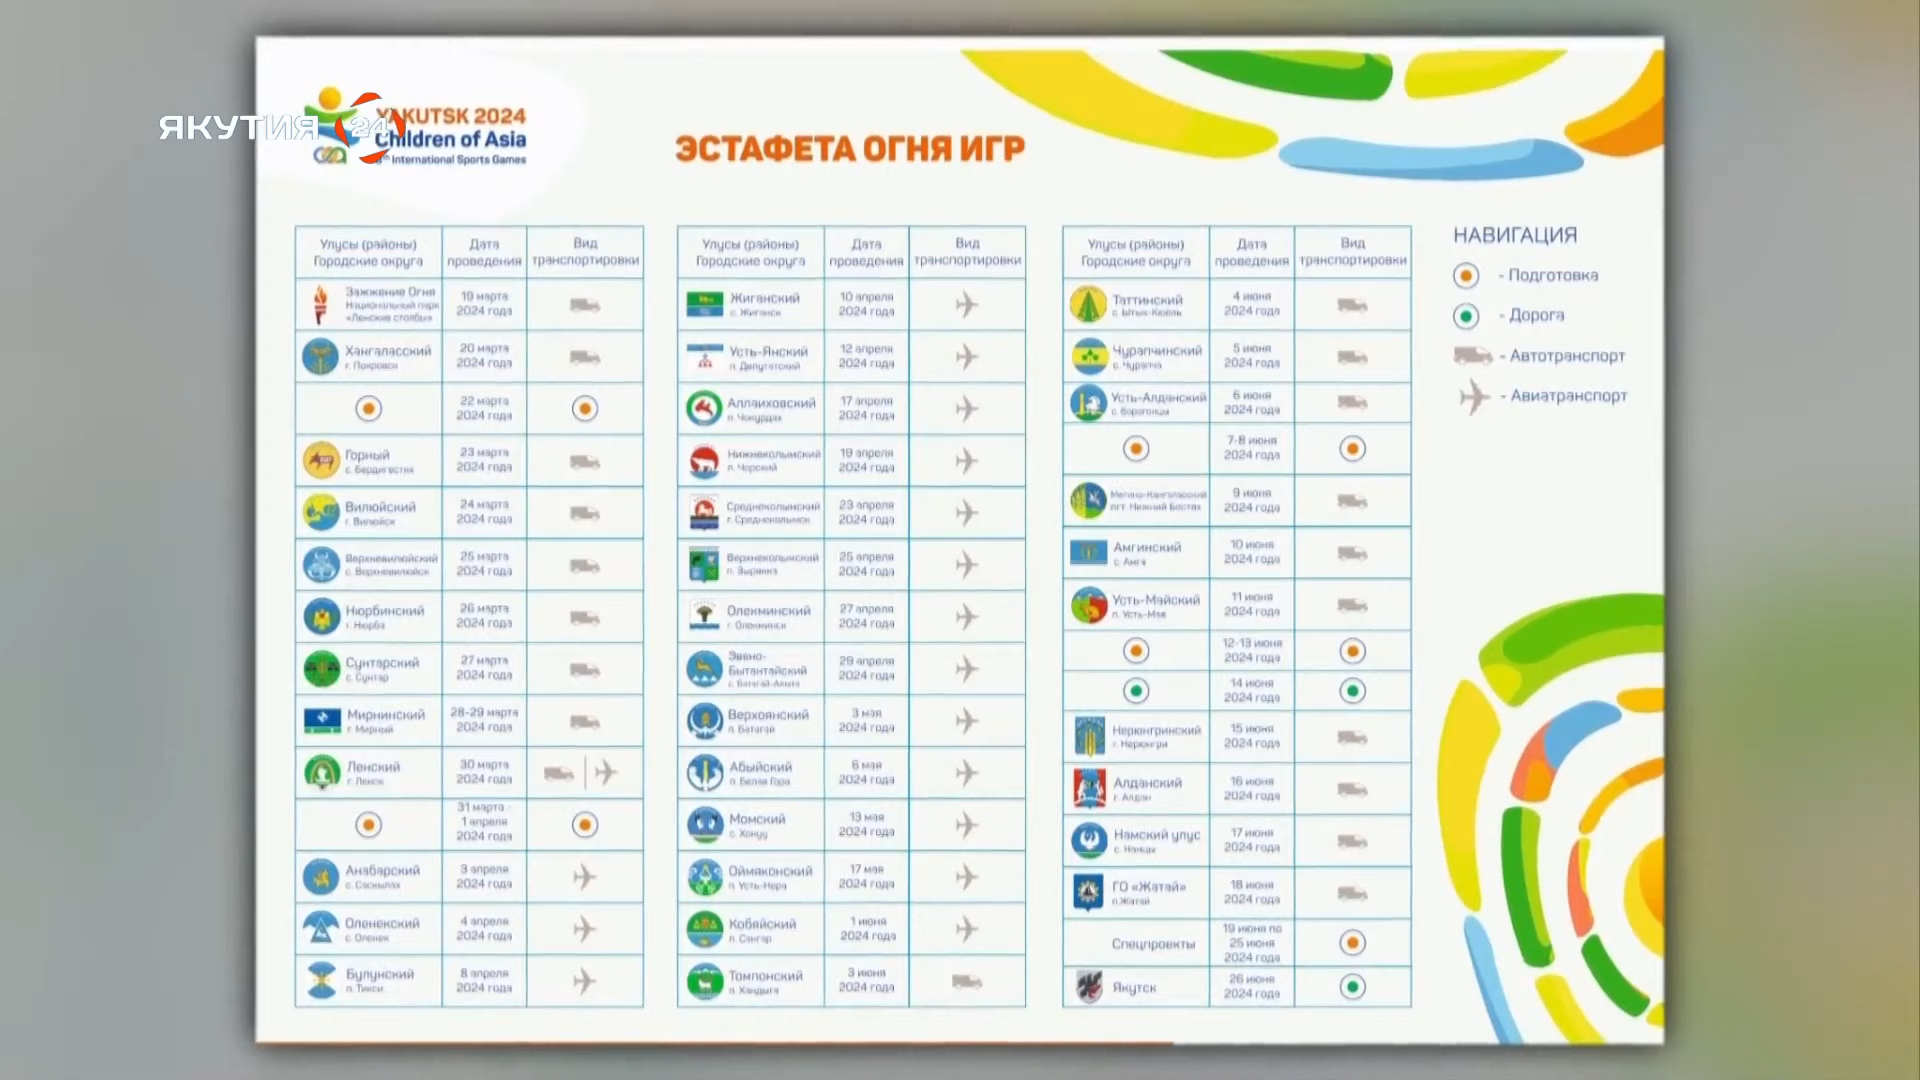 ЯКУТИЯ 24
YAKUTSK 2024
Children of Asia
International Sports Games
ЭСТАФЕТА ОГНЯ ИГР
Улусы (районы)
Городские округа
Дата
проведения
Вид
транспортировки
Зажжение Огня
Национальный парк
«Ленские столбы»
19 марта
2024 года
Хангаласский
г. Покровск
20 марта
2024 года
22 марта
2024 года
Горный
с. Бердигестях
23 марта
2024 года
Вилюйский
г. Вилюйск
24 марта
2024 года
Верхневилюйский
с. Верхневилюйск
25 марта
2024 года
Нюрбинский
г. Нюрба
26 марта
2024 года
Сунтарский
с. Сунтар
27 марта
2024 года
Мирнинский
г. Мирный
28-29 марта
2024 года
Ленский
г. Ленск
30 марта
2024 года
31 марта -
1 апреля
2024 года
Анабарский
с. Саскылах
3 апреля
2024 года
Оленекский
с. Оленек
4 апреля
2024 года
Булунский
п. Тикси
8 апреля
2024 года
Улусы (районы)
Городские округа
Дата
проведения
Вид
транспортировки
Жиганский
с. Жиганск
10 апреля
2024 года
Усть-Янский
п. Депутатский
12 апреля
2024 года
Аллаиховский
п. Чокурдах
17 апреля
2024 года
Нижнеколымский
п. Черский
19 апреля
2024 года
Среднеколымский
г. Среднеколымск
23 апреля
2024 года
Верхнеколымский
п. Зырянка
25 апреля
2024 года
Олекминский
г. Олекминск
27 апреля
2024 года
Эвено-
Бытантайский
с. Батагай-Алыта
29 апреля
2024 года
Верхоянский
п. Батагай
3 мая
2024 года
Абыйский
п. Белая Гора
6 мая
2024 года
Момский
с. Хонуу
13 мая
2024 года
Оймяконский
п. Усть-Нера
17 мая
2024 года
Кобяйский
п. Сангар
1 июня
2024 года
Томпонский
п. Хандыга
3 июня
2024 года
Улусы (районы)
Городские округа
Дата
проведения
Вид
транспортировки
Таттинский
с. Ытык-Кюель
4 июня
2024 года
Чурапчинский
с. Чурапча
5 июня
2024 года
Усть-Алданский
с. Борогонцы
6 июня
2024 года
7-8 июня
2024 года
Мегино-Кангаласский
пгт. Нижний Бестях
9 июня
2024 года
Амгинский
с. Амга
10 июня
2024 года
Усть-Майский
п. Усть-Мая
11 июня
2024 года
12-13 июня
2024 года
14 июня
2024 года
Нерюнгринский
г. Нерюнгри
15 июня
2024 года
Алданский
г. Алдан
16 июня
2024 года
Намский улус
с. Намцы
17 июня
2024 года
ГО «Жатай»
п.Жатай
18 июня
2024 года
Спецпроекты
19 июня по
25 июня
2024 года
Якутск
26 июня
2024 года
НАВИГАЦИЯ
- Подготовка
- Дорога
- Автотранспорт
- Авиатранспорт